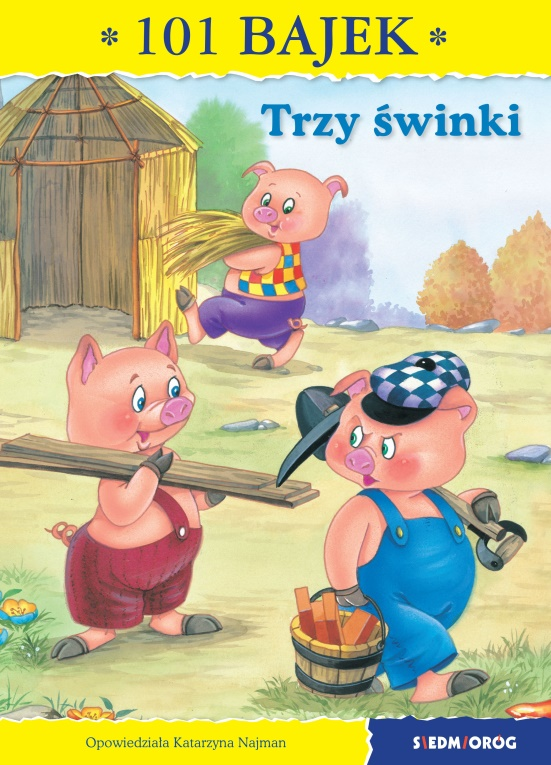 * 101 BAJEK *
Trzy świnki
Opowiedziała Katarzyna Najman
SIEDMIORÓG